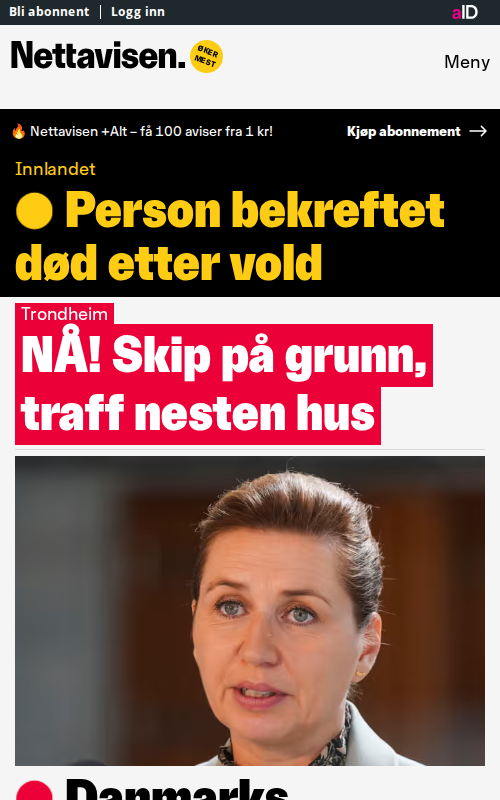 Bli abonnent | Logg inn
aID
Nettavisen.
ØKER
MEST
Meny
🔥 Nettavisen +Alt – få 100 aviser fra 1 kr!
Kjøp abonnement →
Innlandet
Person bekreftet
død etter vold
Trondheim
NÅ! Skip på grunn,
traff nesten hus
Danmarks